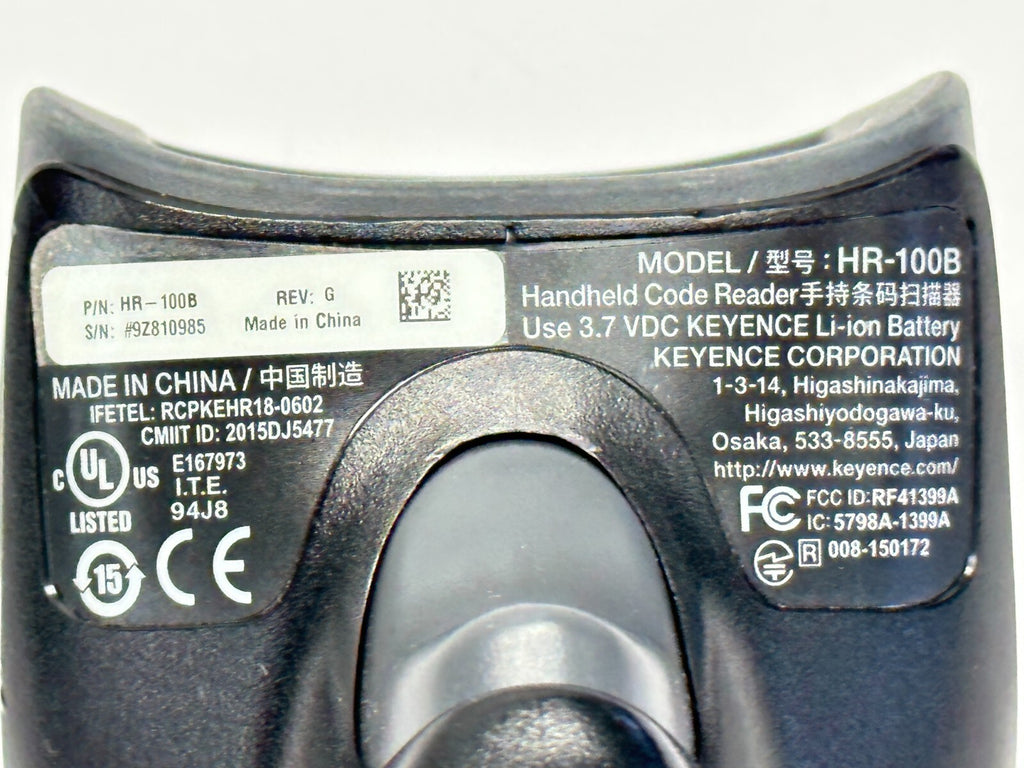 P/N: HR-100B
REV: G
S/N: #9Z810985
Made in China
MADE IN CHINA / 中国制造
IFETEL: RCPKEHR18-0602
CMIIT ID: 2015DJ5477
C UL US
LISTED
E167973
I.T.E.
94J8
15
CE
MODEL / 型号 : HR-100B
Handheld Code Reader手持条码扫描器
Use 3.7 VDC KEYENCE Li-ion Battery
KEYENCE CORPORATION
1-3-14, Higashinakajima,
Higashiyodogawa-ku,
Osaka, 533-8555, Japan
http://www.keyence.com/
FC FCC ID:RF41399A
IC: 5798A-1399A
R 008-150172